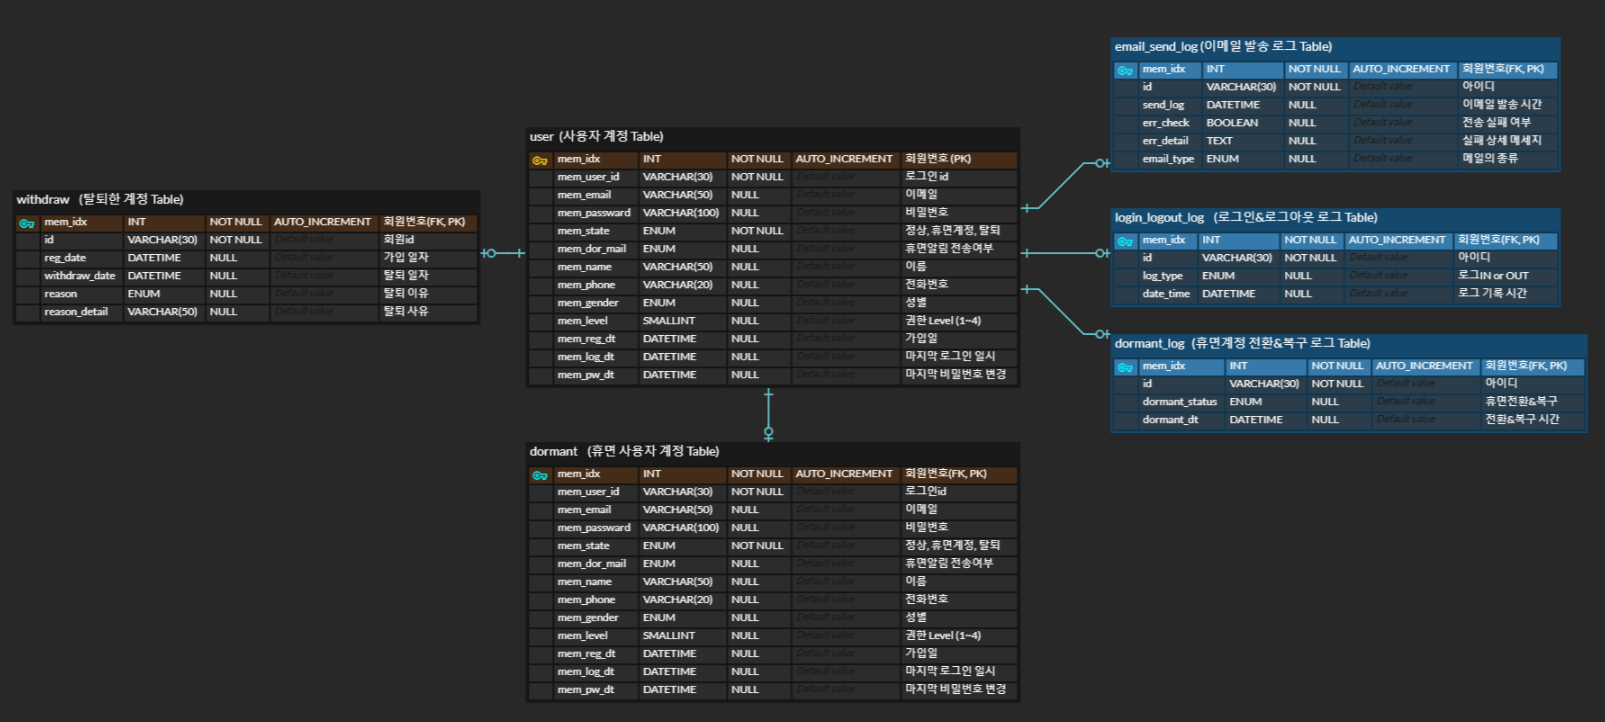 withdraw (탈퇴한 계정 Table)
mem_idx INT NOT NULL AUTO_INCREMENT 회원번호(FK, PK)
id VARCHAR(30) NOT NULL Default value 회원id
reg_date DATETIME NULL Default value 가입 일자
withdraw_date DATETIME NULL Default value 탈퇴 일자
reason ENUM NULL Default value 탈퇴 이유
reason_detail VARCHAR(50) NULL Default value 탈퇴 사유
user (사용자 계정 Table)
mem_idx INT NOT NULL AUTO_INCREMENT 회원번호 (PK)
mem_user_id VARCHAR(30) NOT NULL Default value 로그인 id
mem_email VARCHAR(50) NULL Default value 이메일
mem_passward VARCHAR(100) NULL Default value 비밀번호
mem_state ENUM NOT NULL Default value 정상, 휴면계정, 탈퇴
mem_dor_mail ENUM NULL Default value 휴면알림 전송여부
mem_name VARCHAR(50) NULL Default value 이름
mem_phone VARCHAR(20) NULL Default value 전화번호
mem_gender ENUM NULL Default value 성별
mem_level SMALLINT NULL Default value 권한 Level (1~4)
mem_reg_dt DATETIME NULL Default value 가입일
mem_log_dt DATETIME NULL Default value 마지막 로그인 일시
mem_pw_dt DATETIME NULL Default value 마지막 비밀번호 변경
dormant (휴면 사용자 계정 Table)
mem_idx INT NOT NULL AUTO_INCREMENT 회원번호(FK, PK)
mem_user_id VARCHAR(30) NOT NULL Default value 로그인id
mem_email VARCHAR(50) NULL Default value 이메일
mem_passward VARCHAR(100) NULL Default value 비밀번호
mem_state ENUM NOT NULL Default value 정상, 휴면계정, 탈퇴
mem_dor_mail ENUM NULL Default value 휴면알림 전송여부
mem_name VARCHAR(50) NULL Default value 이름
mem_phone VARCHAR(20) NULL Default value 전화번호
mem_gender ENUM NULL Default value 성별
mem_level SMALLINT NULL Default value 권한 Level (1~4)
mem_reg_dt DATETIME NULL Default value 가입일
mem_log_dt DATETIME NULL Default value 마지막 로그인 일시
mem_pw_dt DATETIME NULL Default value 마지막 비밀번호 변경
email_send_log (이메일 발송 로그 Table)
mem_idx INT NOT NULL AUTO_INCREMENT 회원번호(FK, PK)
id VARCHAR(30) NOT NULL Default value 아이디
send_log DATETIME NULL Default value 이메일 발송 시간
err_check BOOLEAN NULL Default value 전송 실패 여부
err_detail TEXT NULL Default value 실패 상세 메세지
email_type ENUM NULL Default value 메일의 종류
login_logout_log (로그인&로그아웃 로그 Table)
mem_idx INT NOT NULL AUTO_INCREMENT 회원번호(FK, PK)
id VARCHAR(30) NOT NULL Default value 아이디
log_type ENUM NULL Default value 로그IN or OUT
date_time DATETIME NULL Default value 로그 기록 시간
dormant_log (휴면계정 전환&복구 로그 Table)
mem_idx INT NOT NULL AUTO_INCREMENT 회원번호(FK, PK)
id VARCHAR(30) NOT NULL Default value 아이디
dormant_status ENUM NULL Default value 휴면전환&복구
dormant_dt DATETIME NULL Default value 전환&복구 시간